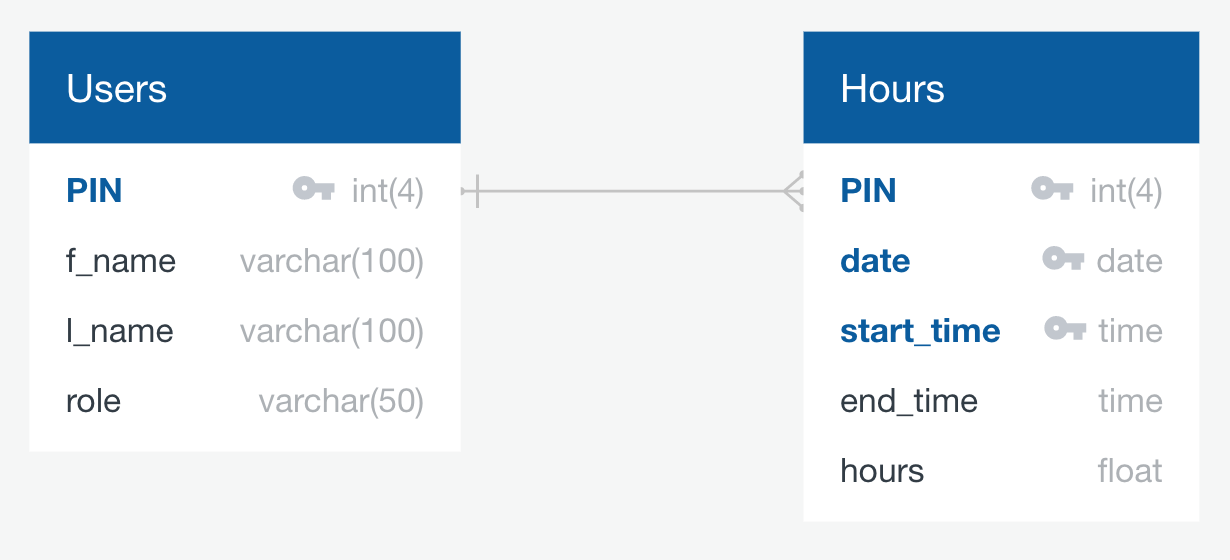 Users
PIN int(4)
f_name varchar(100)
l_name varchar(100)
role varchar(50)
Hours
PIN int(4)
date date
start_time time
end_time time
hours float